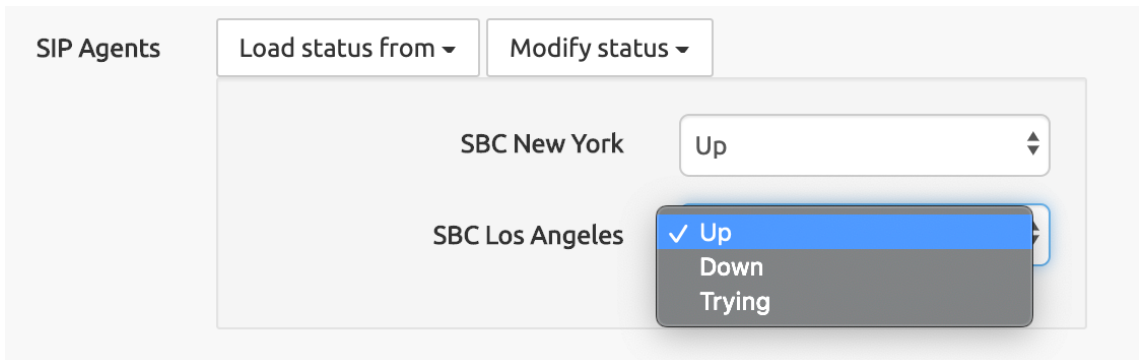 SIP Agents Load status from Modify status
SBC New York Up
SBC Los Angeles ✓ Up
Down
Trying